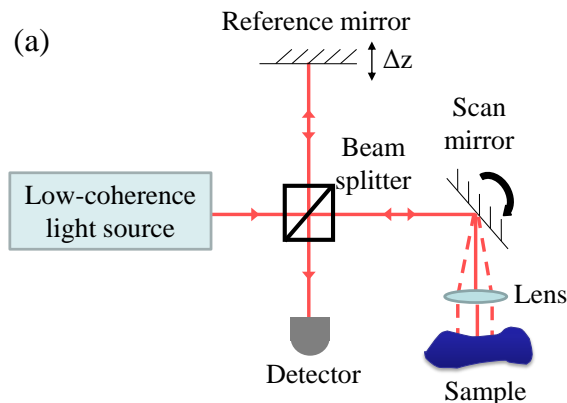 (a)
Reference mirror
Δz
Scan
mirror
Beam
splitter
Low-coherence
light source
Lens
Detector
Sample